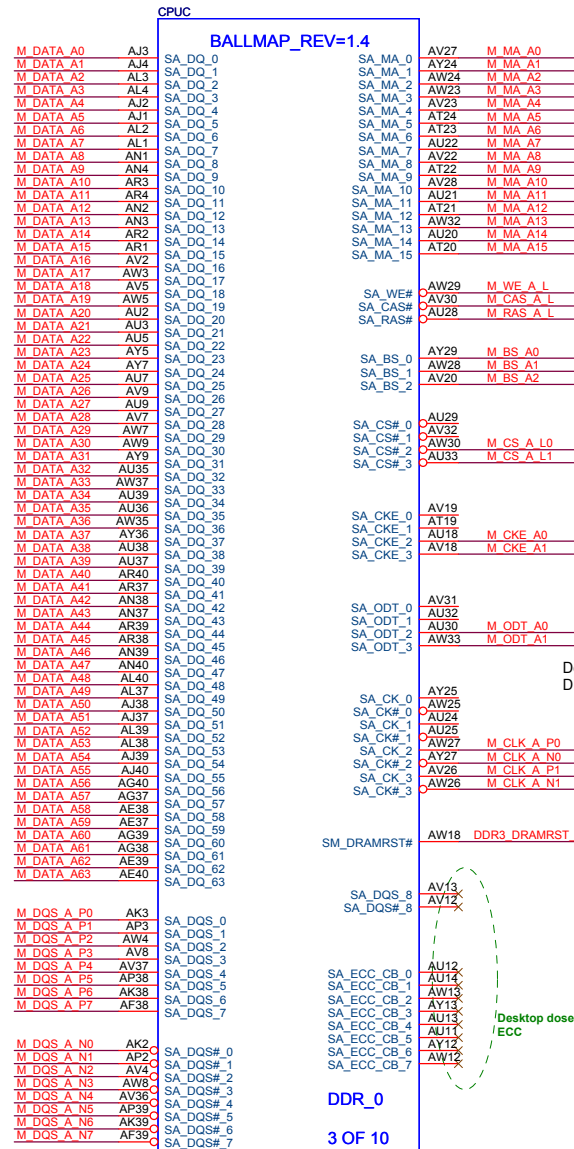 CPUC
BALLMAP_REV=1.4
M_DATA_A0 AJ3 SA_DQ_0
M_DATA_A1 AJ4 SA_DQ_1
M_DATA_A2 AL3 SA_DQ_2
M_DATA_A3 AL4 SA_DQ_3
M_DATA_A4 AJ2 SA_DQ_4
M_DATA_A5 AJ1 SA_DQ_5
M_DATA_A6 AL2 SA_DQ_6
M_DATA_A7 AL1 SA_DQ_7
M_DATA_A8 AN1 SA_DQ_8
M_DATA_A9 AN4 SA_DQ_9
M_DATA_A10 AR3 SA_DQ_10
M_DATA_A11 AR4 SA_DQ_11
M_DATA_A12 AN2 SA_DQ_12
M_DATA_A13 AN3 SA_DQ_13
M_DATA_A14 AR2 SA_DQ_14
M_DATA_A15 AR1 SA_DQ_15
M_DATA_A16 AV2 SA_DQ_16
M_DATA_A17 AW3 SA_DQ_17
M_DATA_A18 AV5 SA_DQ_18
M_DATA_A19 AW5 SA_DQ_19
M_DATA_A20 AU2 SA_DQ_20
M_DATA_A21 AU3 SA_DQ_21
M_DATA_A22 AU5 SA_DQ_22
M_DATA_A23 AY5 SA_DQ_23
M_DATA_A24 AY7 SA_DQ_24
M_DATA_A25 AU7 SA_DQ_25
M_DATA_A26 AV9 SA_DQ_26
M_DATA_A27 AU9 SA_DQ_27
M_DATA_A28 AV7 SA_DQ_28
M_DATA_A29 AW7 SA_DQ_29
M_DATA_A30 AW9 SA_DQ_30
M_DATA_A31 AY9 SA_DQ_31
M_DATA_A32 AU35 SA_DQ_32
M_DATA_A33 AW37 SA_DQ_33
M_DATA_A34 AU39 SA_DQ_34
M_DATA_A35 AU36 SA_DQ_35
M_DATA_A36 AW35 SA_DQ_36
M_DATA_A37 AY36 SA_DQ_37
M_DATA_A38 AU38 SA_DQ_38
M_DATA_A39 AU37 SA_DQ_39
M_DATA_A40 AR40 SA_DQ_40
M_DATA_A41 AR37 SA_DQ_41
M_DATA_A42 AN38 SA_DQ_42
M_DATA_A43 AN37 SA_DQ_43
M_DATA_A44 AR39 SA_DQ_44
M_DATA_A45 AR38 SA_DQ_45
M_DATA_A46 AN39 SA_DQ_46
M_DATA_A47 AN40 SA_DQ_47
M_DATA_A48 AL40 SA_DQ_48
M_DATA_A49 AL37 SA_DQ_49
M_DATA_A50 AJ38 SA_DQ_50
M_DATA_A51 AJ37 SA_DQ_51
M_DATA_A52 AL39 SA_DQ_52
M_DATA_A53 AL38 SA_DQ_53
M_DATA_A54 AJ39 SA_DQ_54
M_DATA_A55 AJ40 SA_DQ_55
M_DATA_A56 AG40 SA_DQ_56
M_DATA_A57 AG37 SA_DQ_57
M_DATA_A58 AE38 SA_DQ_58
M_DATA_A59 AE37 SA_DQ_59
M_DATA_A60 AG39 SA_DQ_60
M_DATA_A61 AG38 SA_DQ_61
M_DATA_A62 AE39 SA_DQ_62
M_DATA_A63 AE40 SA_DQ_63
M_DQS_A_P0 AK3 SA_DQS_0
M_DQS_A_P1 AP3 SA_DQS_1
M_DQS_A_P2 AW4 SA_DQS_2
M_DQS_A_P3 AV8 SA_DQS_3
M_DQS_A_P4 AV37 SA_DQS_4
M_DQS_A_P5 AP38 SA_DQS_5
M_DQS_A_P6 AK38 SA_DQS_6
M_DQS_A_P7 AF38 SA_DQS_7
M_DQS_A_N0 AK2 SA_DQS#_0
M_DQS_A_N1 AP2 SA_DQS#_1
M_DQS_A_N2 AV4 SA_DQS#_2
M_DQS_A_N3 AW8 SA_DQS#_3
M_DQS_A_N4 AV36 SA_DQS#_4
M_DQS_A_N5 AP39 SA_DQS#_5
M_DQS_A_N6 AK39 SA_DQS#_6
M_DQS_A_N7 AF39 SA_DQS#_7
SA_MA_0 AV27 M_MA_A0
SA_MA_1 AY24 M_MA_A1
SA_MA_2 AW24 M_MA_A2
SA_MA_3 AW23 M_MA_A3
SA_MA_4 AV23 M_MA_A4
SA_MA_5 AT24 M_MA_A5
SA_MA_6 AT23 M_MA_A6
SA_MA_7 AU22 M_MA_A7
SA_MA_8 AV22 M_MA_A8
SA_MA_9 AT22 M_MA_A9
SA_MA_10 AV28 M_MA_A10
SA_MA_11 AU21 M_MA_A11
SA_MA_12 AT21 M_MA_A12
SA_MA_13 AW32 M_MA_A13
SA_MA_14 AU20 M_MA_A14
SA_MA_15 AT20 M_MA_A15
SA_WE# AW29 M_WE_A_L
SA_CAS# AV30 M_CAS_A_L
SA_RAS# AU28 M_RAS_A_L
SA_BS_0 AY29 M_BS_A0
SA_BS_1 AW28 M_BS_A1
SA_BS_2 AV20 M_BS_A2
SA_CS#_0 AU29
SA_CS#_1 AV32
SA_CS#_2 AW30 M_CS_A_L0
SA_CS#_3 AU33 M_CS_A_L1
SA_CKE_0 AV19
SA_CKE_1 AT19
SA_CKE_2 AU18 M_CKE_A0
SA_CKE_3 AV18 M_CKE_A1
SA_ODT_0 AV31
SA_ODT_1 AU32
SA_ODT_2 AU30 M_ODT_A0
SA_ODT_3 AW33 M_ODT_A1
D
D
SA_CK_0 AY25
SA_CK#_0 AW25
SA_CK_1 AU24
SA_CK#_1 AU25
SA_CK_2 AW27 M_CLK_A_P0
SA_CK#_2 AY27 M_CLK_A_N0
SA_CK_3 AV26 M_CLK_A_P1
SA_CK#_3 AW26 M_CLK_A_N1
SM_DRAMRST# AW18 DDR3_DRAMRST_
SA_DQS_8 AV13
SA_DQS#_8 AV12
SA_ECC_CB_0 AU12
SA_ECC_CB_1 AU14
SA_ECC_CB_2 AW13
SA_ECC_CB_3 AY13
SA_ECC_CB_4 AU13
SA_ECC_CB_5 AU11
SA_ECC_CB_6 AY12
SA_ECC_CB_7 AW12
Desktop dose
ECC
DDR_0
3 OF 10